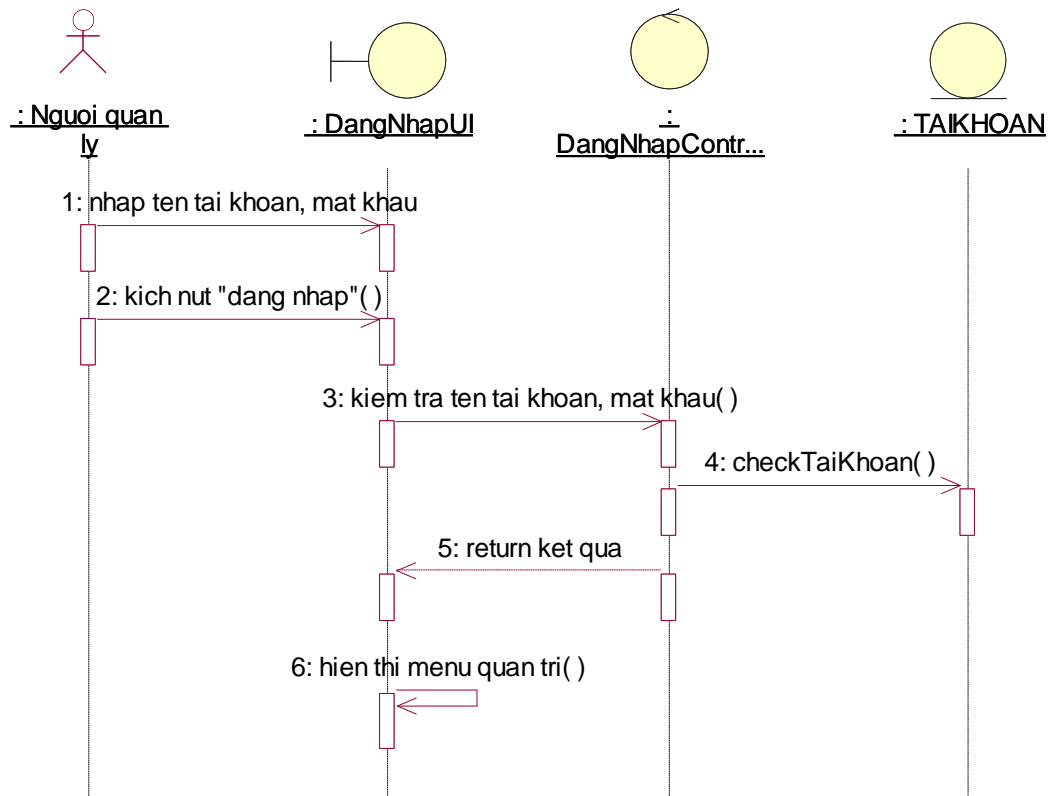 : Nguoi quan
ly
: DangNhapUI
:
DangNhapContr...
: TAIKHOAN
1: nhap ten tai khoan, mat khau
2: kich nut "dang nhap"( )
3: kiem tra ten tai khoan, mat khau( )
4: checkTaiKhoan( )
5: return ket qua
6: hien thi menu quan tri( )